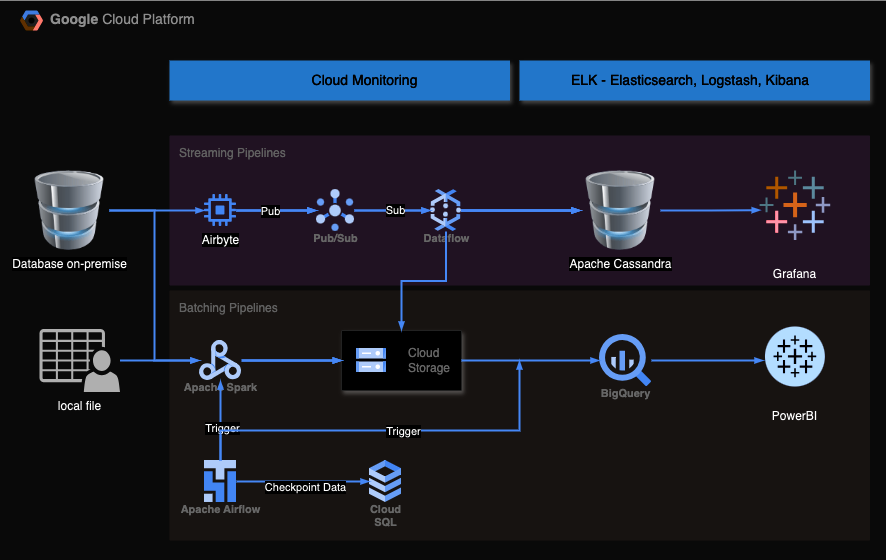 Google Cloud Platform
Cloud Monitoring
ELK - Elasticsearch, Logstash, Kibana
Streaming Pipelines
Pub
Sub
Airbyte
Pub/Sub
Dataflow
Database on-premise
Apache Cassandra
Grafana
Batching Pipelines
Cloud
Storage
Apache Spark
BigQuery
local file
PowerBI
Trigger
Trigger
Checkpoint Data
Apache Airflow
Cloud
SQL